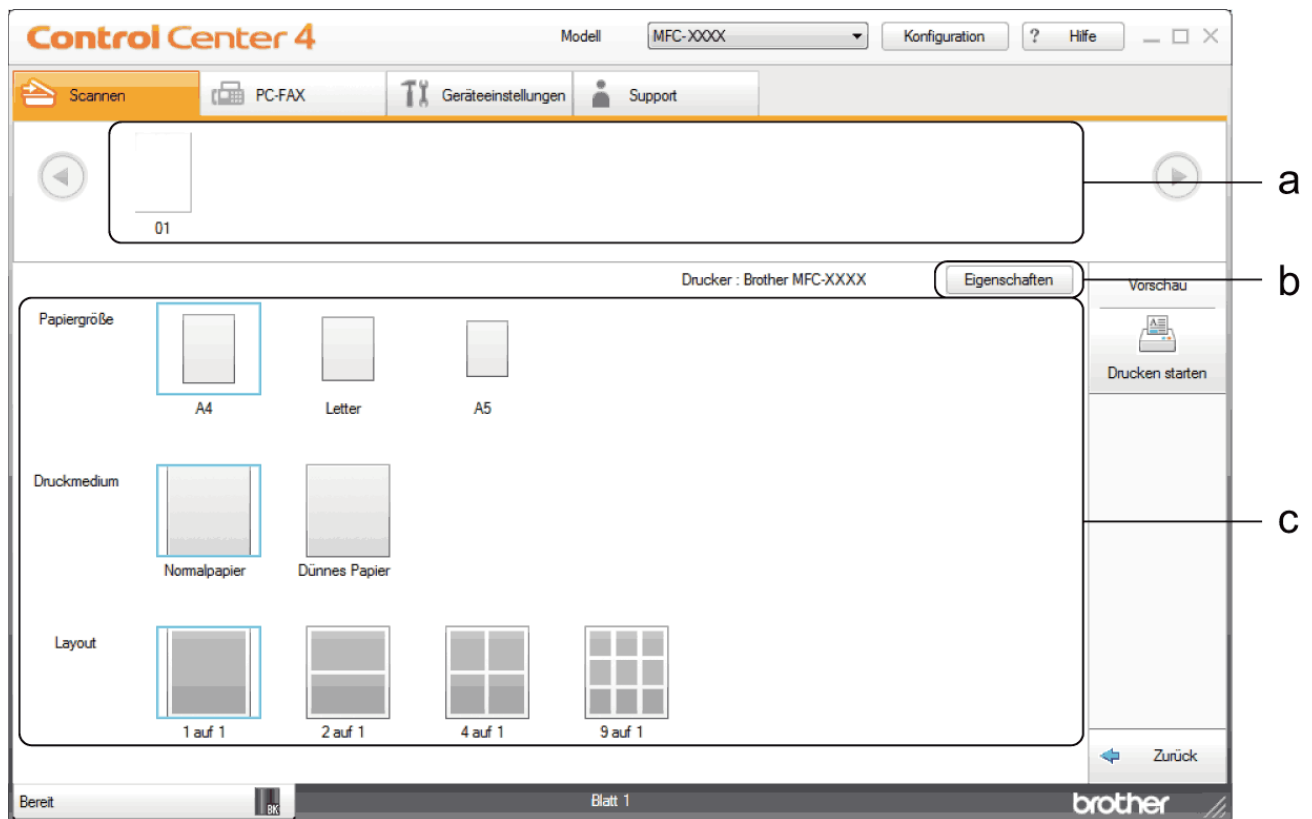 Control Center 4 Modell MFC-XXXX Konfiguration ? Hilfe
Scannen PC-FAX Geräteeinstellungen Support
a
01
Drucker : Brother MFC-XXXX Eigenschaften b
Vorschau
Papiergröße
Drucken starten
A4 Letter A5
Druckmedium
c
Normalpapier Dünnes Papier
Layout
1 auf 1 2 auf 1 4 auf 1 9 auf 1
Zurück
Bereit BK Blatt 1 brother